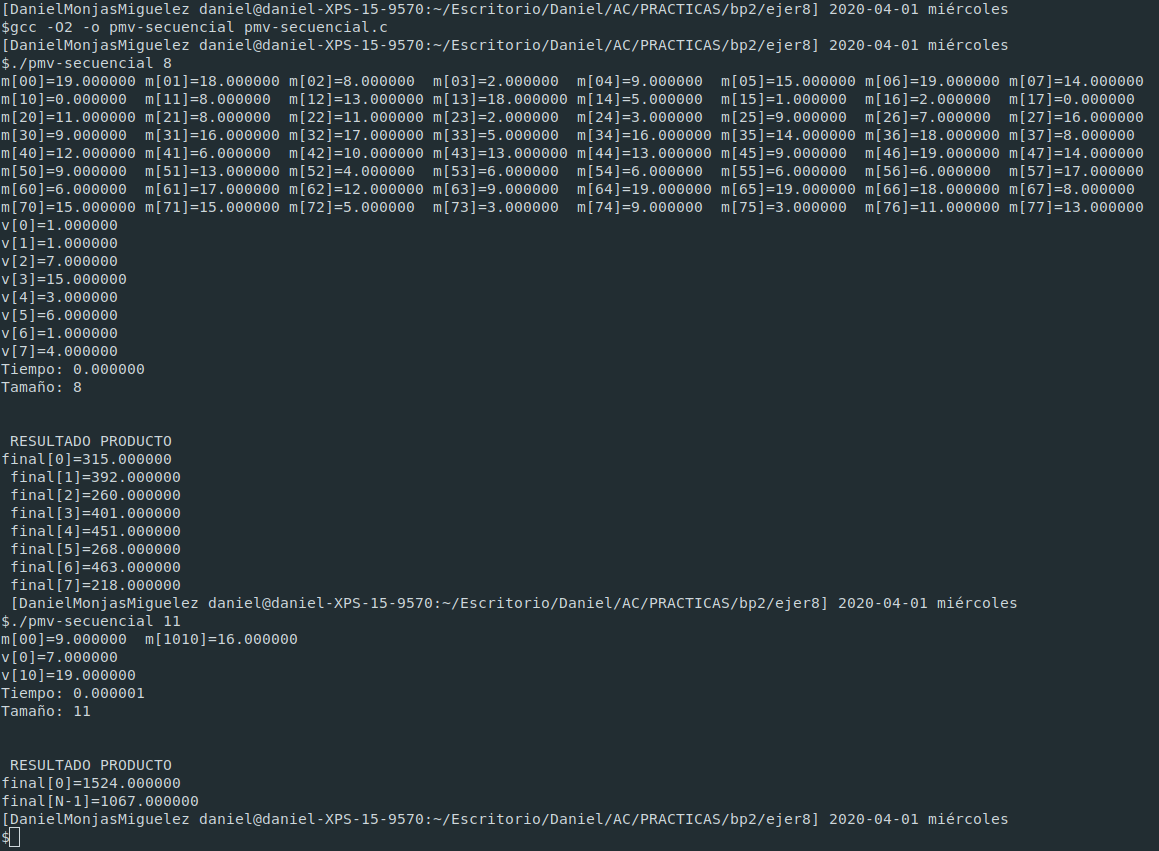 [DanielMonjasMiguelez daniel@daniel-XPS-15-9570:~/Escritorio/Daniel/AC/PRACTICAS/bp2/ejer8] 2020-04-01 miércoles
$gcc -O2 -o pmv-secuencial pmv-secuencial.c
[DanielMonjasMiguelez daniel@daniel-XPS-15-9570:~/Escritorio/Daniel/AC/PRACTICAS/bp2/ejer8] 2020-04-01 miércoles
$./pmv-secuencial 8
m[00]=19.000000 m[01]=18.000000 m[02]=8.000000  m[03]=2.000000  m[04]=9.000000  m[05]=15.000000 m[06]=19.000000 m[07]=14.000000
m[10]=0.000000  m[11]=8.000000  m[12]=13.000000 m[13]=18.000000 m[14]=5.000000  m[15]=1.000000  m[16]=2.000000  m[17]=0.000000
m[20]=11.000000 m[21]=8.000000  m[22]=11.000000 m[23]=2.000000  m[24]=3.000000  m[25]=9.000000  m[26]=7.000000  m[27]=16.000000
m[30]=9.000000  m[31]=16.000000 m[32]=17.000000 m[33]=5.000000  m[34]=16.000000 m[35]=14.000000 m[36]=18.000000 m[37]=8.000000
m[40]=12.000000 m[41]=6.000000  m[42]=10.000000 m[43]=13.000000 m[44]=13.000000 m[45]=9.000000  m[46]=19.000000 m[47]=14.000000
m[50]=9.000000  m[51]=13.000000 m[52]=4.000000  m[53]=6.000000  m[54]=6.000000  m[55]=6.000000  m[56]=6.000000  m[57]=17.000000
m[60]=6.000000  m[61]=17.000000 m[62]=12.000000 m[63]=9.000000  m[64]=19.000000 m[65]=19.000000 m[66]=18.000000 m[67]=8.000000
m[70]=15.000000 m[71]=15.000000 m[72]=5.000000  m[73]=3.000000  m[74]=9.000000  m[75]=3.000000  m[76]=11.000000 m[77]=13.000000
v[0]=1.000000
v[1]=1.000000
v[2]=7.000000
v[3]=15.000000
v[4]=3.000000
v[5]=6.000000
v[6]=1.000000
v[7]=4.000000
Tiempo: 0.000000
Tamaño: 8
RESULTADO PRODUCTO
final[0]=315.000000
final[1]=392.000000
final[2]=260.000000
final[3]=401.000000
final[4]=451.000000
final[5]=268.000000
final[6]=463.000000
final[7]=218.000000
[DanielMonjasMiguelez daniel@daniel-XPS-15-9570:~/Escritorio/Daniel/AC/PRACTICAS/bp2/ejer8] 2020-04-01 miércoles
$./pmv-secuencial 11
m[00]=9.000000  m[1010]=16.000000
v[0]=7.000000
v[10]=19.000000
Tiempo: 0.000001
Tamaño: 11
RESULTADO PRODUCTO
final[0]=1524.000000
final[N-1]=1067.000000
[DanielMonjasMiguelez daniel@daniel-XPS-15-9570:~/Escritorio/Daniel/AC/PRACTICAS/bp2/ejer8] 2020-04-01 miércoles
$